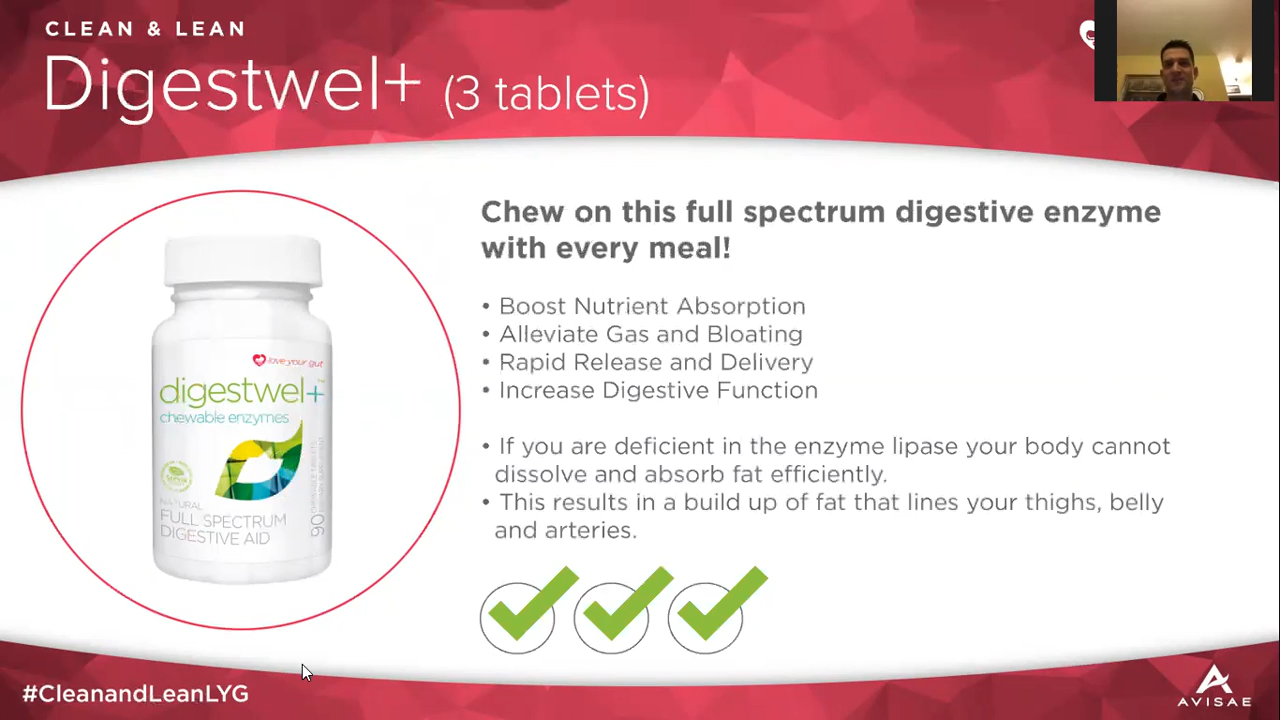 CLEAN & LEAN
Digestwel+ (3 tablets)
Chew on this full spectrum digestive enzyme
with every meal!
• Boost Nutrient Absorption
• Alleviate Gas and Bloating
• Rapid Release and Delivery
• Increase Digestive Function
• If you are deficient in the enzyme lipase your body cannot
dissolve and absorb fat efficiently.
• This results in a build up of fat that lines your thighs, belly
and arteries.
love your gut
digestwel+
chewable enzymes
NATURAL
FULL SPECTRUM
DIGESTIVE AID
90
#CleanandLeanLYG
AVISAE